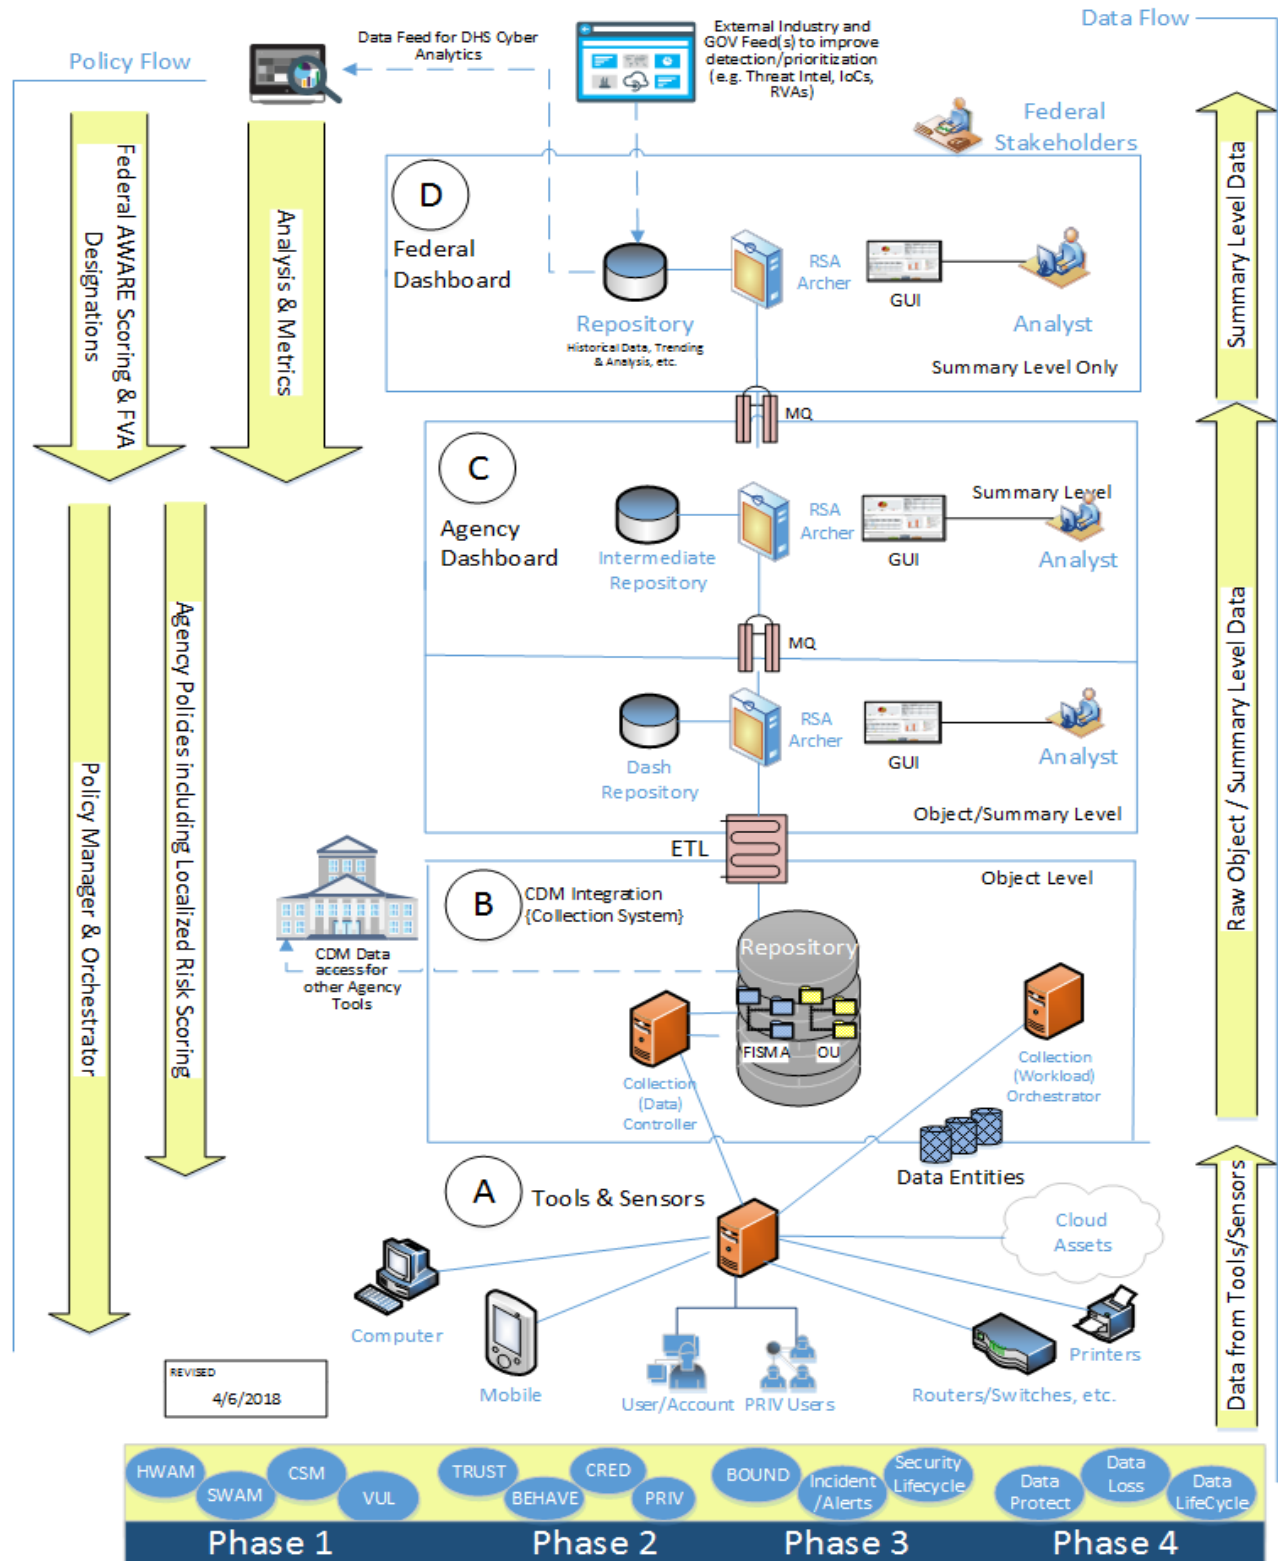 Data Flow
Policy Flow
Data Feed for DHS Cyber
Analytics
External Industry and
GOV Feed(s) to improve
detection/prioritization
(e.g. Threat Intel, IoCs,
RVAs)
Federal
Stakeholders
Federal AWARE Scoring & FVA
Designations
Analysis & Metrics
Summary Level Data
D
Federal
Dashboard
Repository
Historical Data, Trending
& Analysis, etc.
RSA
Archer
GUI
Analyst
Summary Level Only
MQ
C
Agency
Dashboard
Intermediate
Repository
RSA
Archer
GUI
Summary Level
Analyst
MQ
Dash
Repository
RSA
Archer
GUI
Analyst
Object/Summary Level
Policy Manager & Orchestrator
Agency Policies including Localized Risk Scoring
Raw Object / Summary Level Data
ETL
B
CDM Integration
{Collection System}
Object Level
Repository
FISMA
OU
CDM Data
access for
other Agency
Tools
Collection
(Data)
Controller
Collection
(Workload)
Orchestrator
Data Entities
A
Tools & Sensors
Cloud
Assets
Computer
Mobile
User/Account
PRIV Users
Routers/Switches, etc.
Printers
Data from Tools/Sensors
REVISED
4/6/2018
HWAM
SWAM
CSM
VUL
TRUST
BEHAVE
CRED
PRIV
BOUND
Incident
/Alerts
Security
Lifecycle
Data
Protect
Data
Loss
Data
LifeCycle
Phase 1
Phase 2
Phase 3
Phase 4